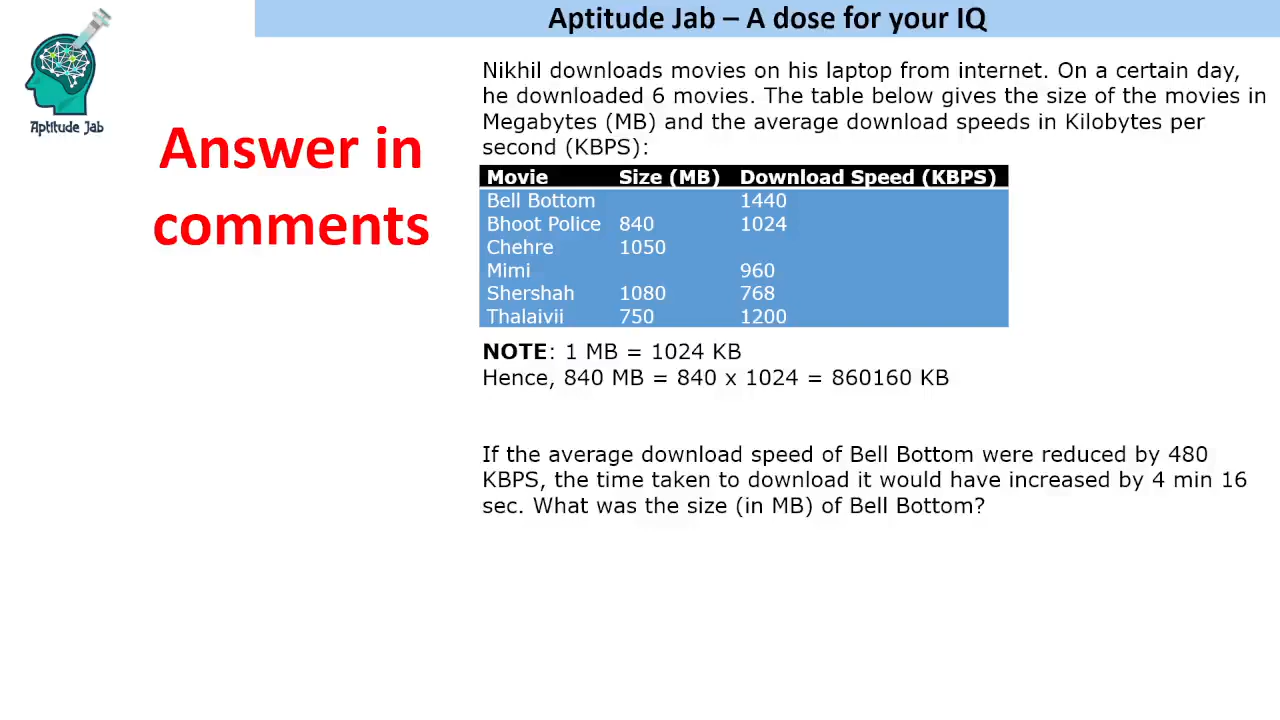 Aptitude Jab – A dose for your IQ
Aptitude Jab
Answer in
comments
Nikhil downloads movies on his laptop from internet. On a certain day,
he downloaded 6 movies. The table below gives the size of the movies in
Megabytes (MB) and the average download speeds in Kilobytes per
second (KBPS):
Movie Size (MB) Download Speed (KBPS)
Bell Bottom 1440
Bhoot Police 840 1024
Chehre 1050
Mimi 960
Shershah 1080 768
Thalaivii 750 1200
NOTE: 1 MB = 1024 KB
Hence, 840 MB = 840 x 1024 = 860160 KB
If the average download speed of Bell Bottom were reduced by 480
KBPS, the time taken to download it would have increased by 4 min 16
sec. What was the size (in MB) of Bell Bottom?